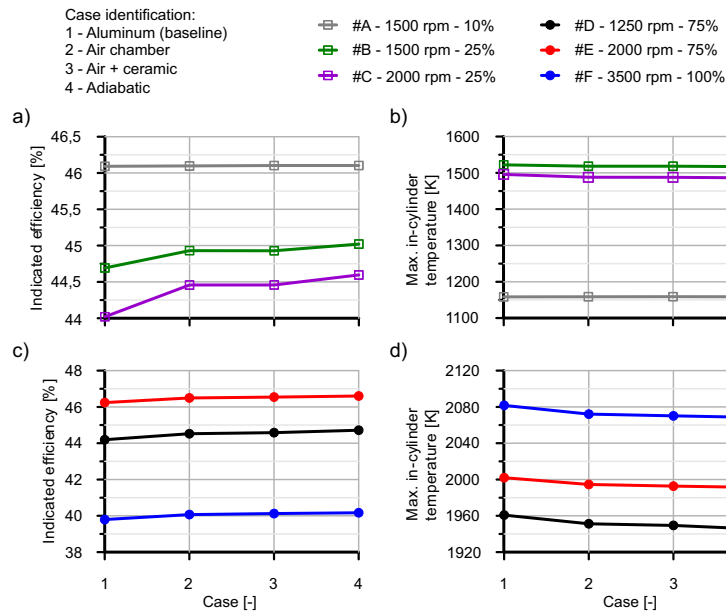 Case identification:
1 - Aluminum (baseline)
2 - Air chamber
3 - Air + ceramic
4 - Adiabatic
#A - 1500 rpm - 10%
#B - 1500 rpm - 25%
#C - 2000 rpm - 25%
#D - 1250 rpm - 75%
#E - 2000 rpm - 75%
#F - 3500 rpm - 100%
a)
Indicated efficiency [%]
46,5
46
45,5
45
44,5
44
b)
Max. in-cylinder
temperature [K]
1600
1500
1400
1300
1200
1100
c)
Indicated efficiency [%]
48
46
44
42
40
38
1 2 3 4
Case [-]
d)
Max. in-cylinder
temperature [K]
2120
2080
2040
2000
1960
1920
1 2 3
Case [-]